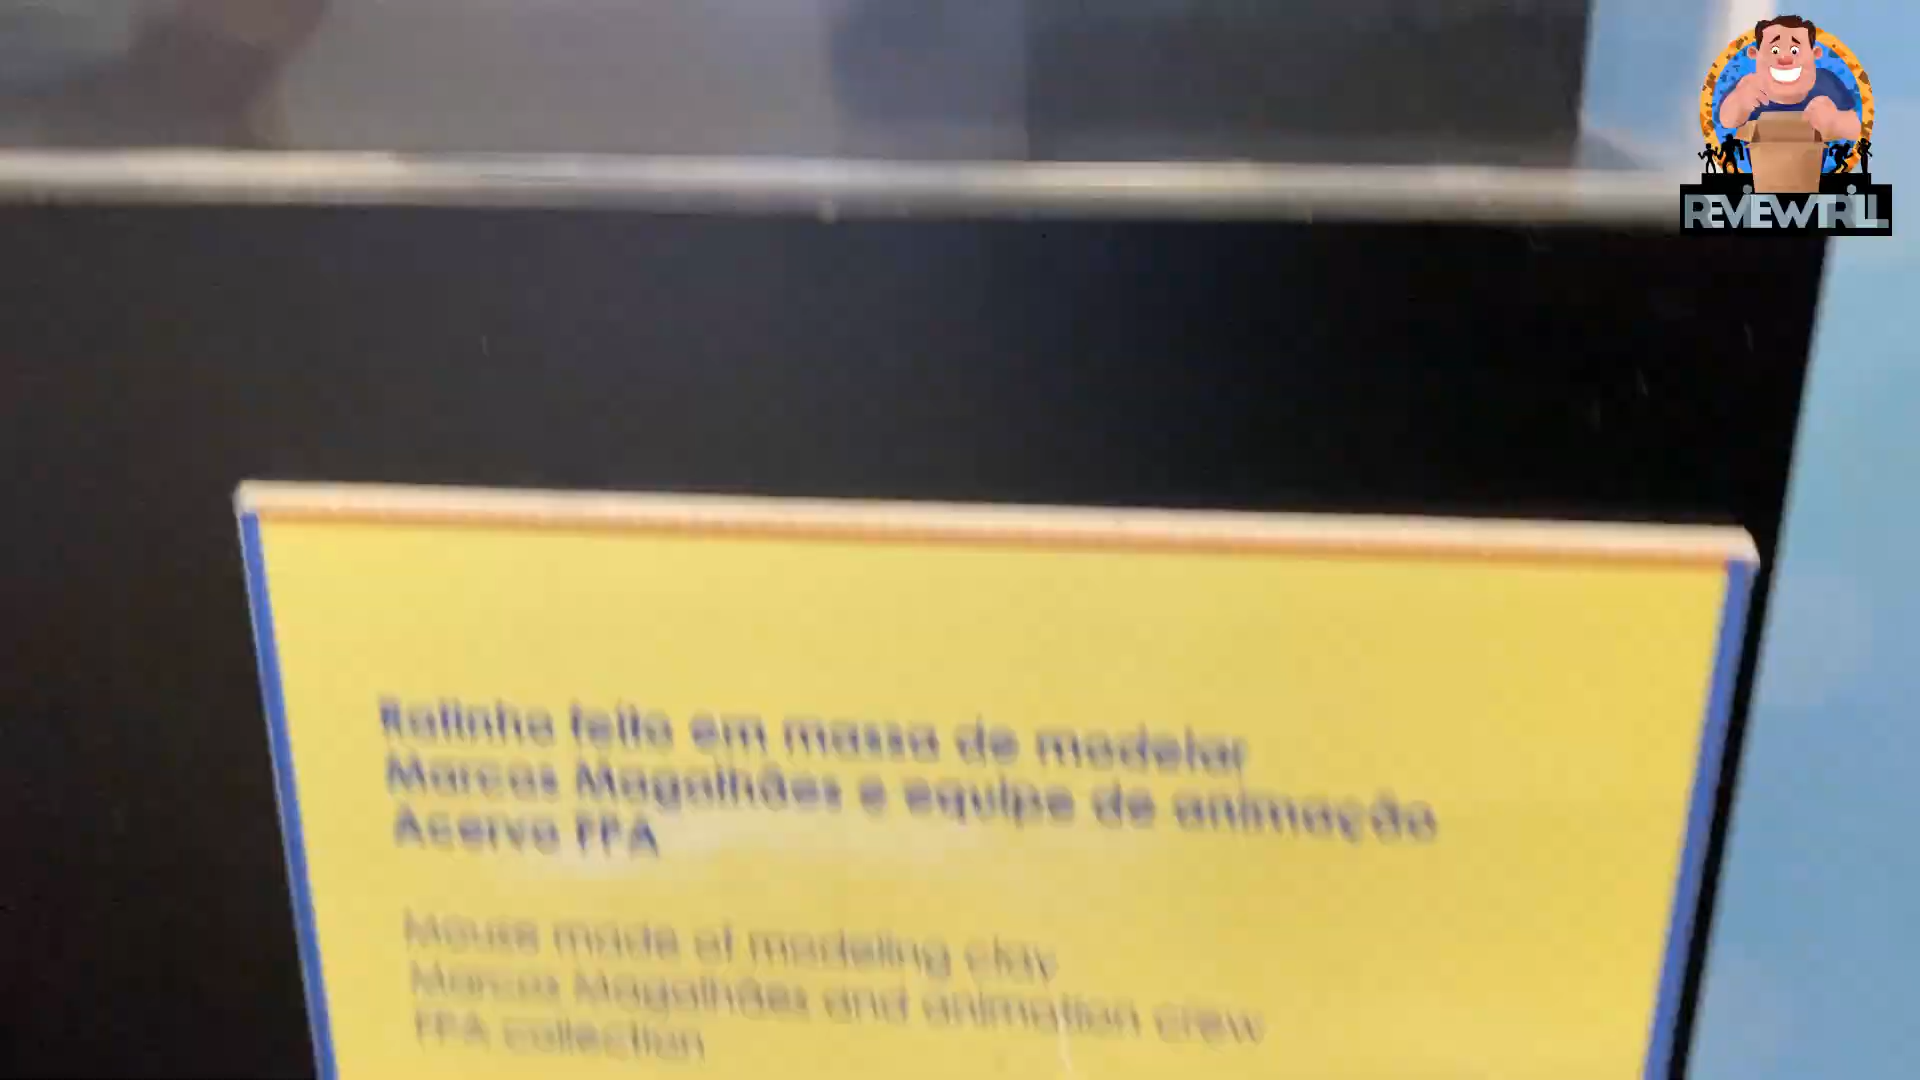 REVIEWTRILL
Ratinho feito em massa de modelar
Marcos Magalhães e equipe de animação
Acervo FPA
Mouse made of modeling clay
Marcos Magalhães and animation crew
FPA collection